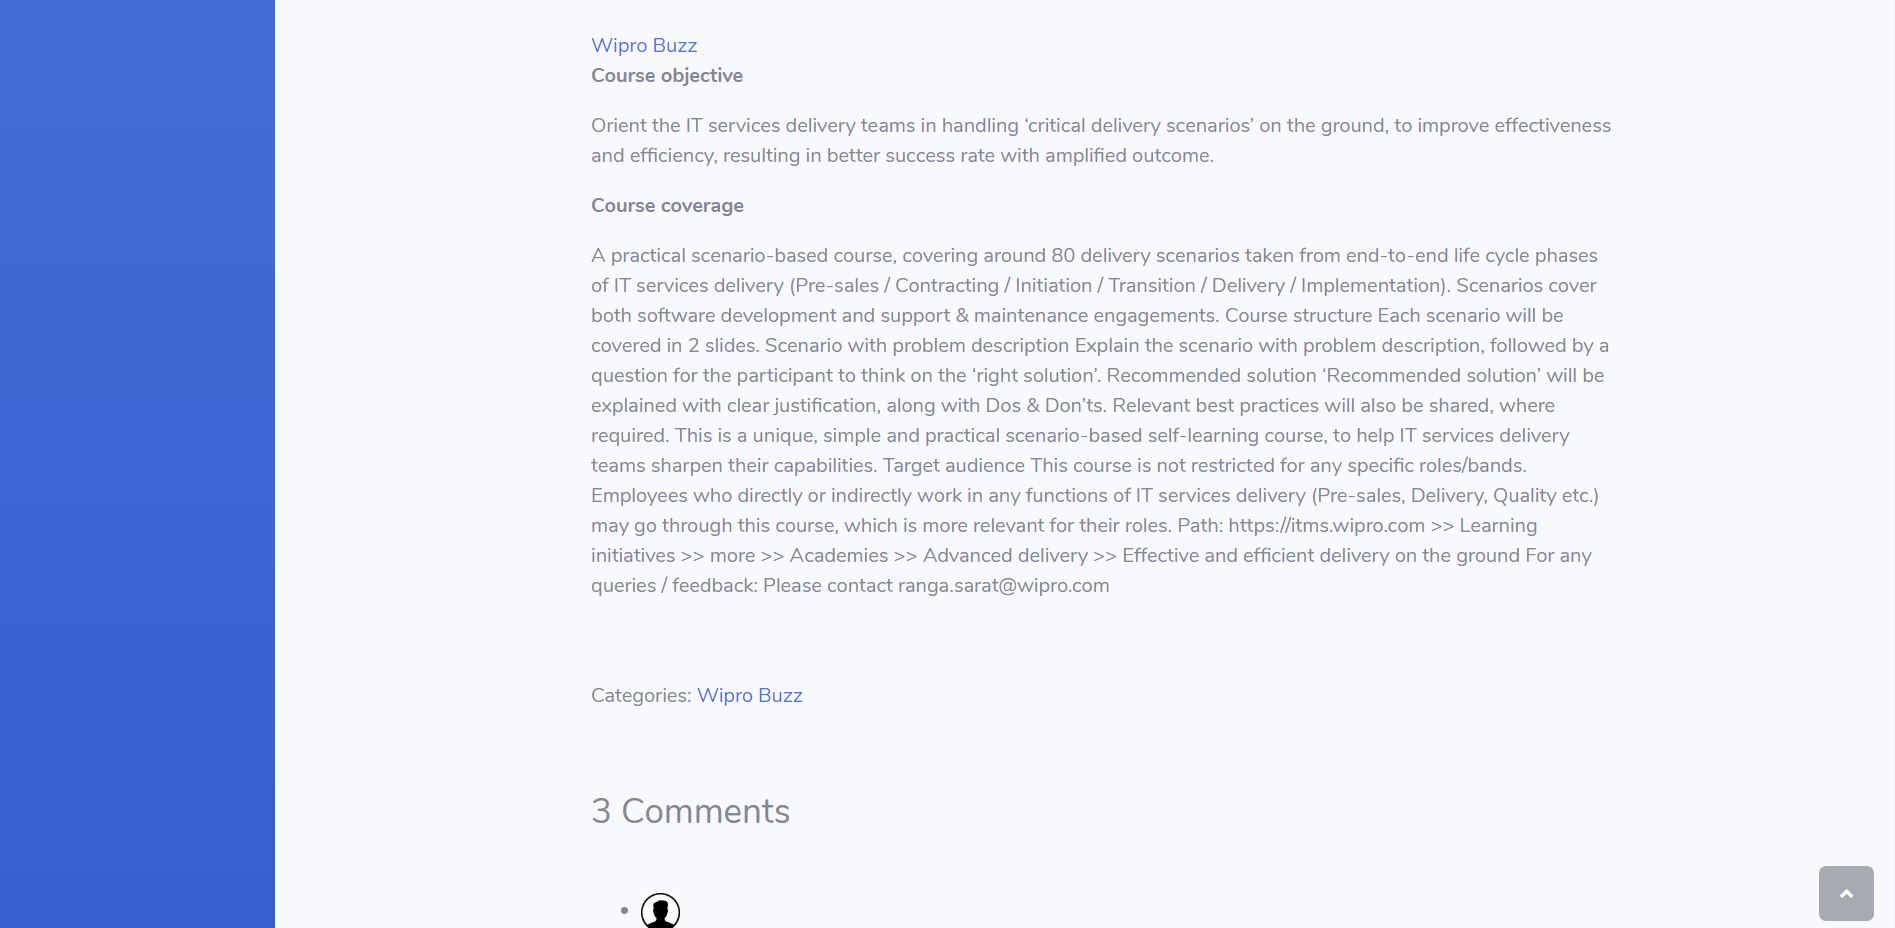 Wipro Buzz
Course objective
Orient the IT services delivery teams in handling ‘critical delivery scenarios’ on the ground, to improve effectiveness
and efficiency, resulting in better success rate with amplified outcome.
Course coverage
A practical scenario-based course, covering around 80 delivery scenarios taken from end-to-end life cycle phases
of IT services delivery (Pre-sales / Contracting / Initiation / Transition / Delivery / Implementation). Scenarios cover
both software development and support & maintenance engagements. Course structure Each scenario will be
covered in 2 slides. Scenario with problem description Explain the scenario with problem description, followed by a
question for the participant to think on the ‘right solution’. Recommended solution ‘Recommended solution’ will be
explained with clear justification, along with Dos & Don’ts. Relevant best practices will also be shared, where
required. This is a unique, simple and practical scenario-based self-learning course, to help IT services delivery
teams sharpen their capabilities. Target audience This course is not restricted for any specific roles/bands.
Employees who directly or indirectly work in any functions of IT services delivery (Pre-sales, Delivery, Quality etc.)
may go through this course, which is more relevant for their roles. Path: https://itms.wipro.com >> Learning
initiatives >> more >> Academies >> Advanced delivery >> Effective and efficient delivery on the ground For any
queries / feedback: Please contact ranga.sarat@wipro.com
Categories: Wipro Buzz
3 Comments